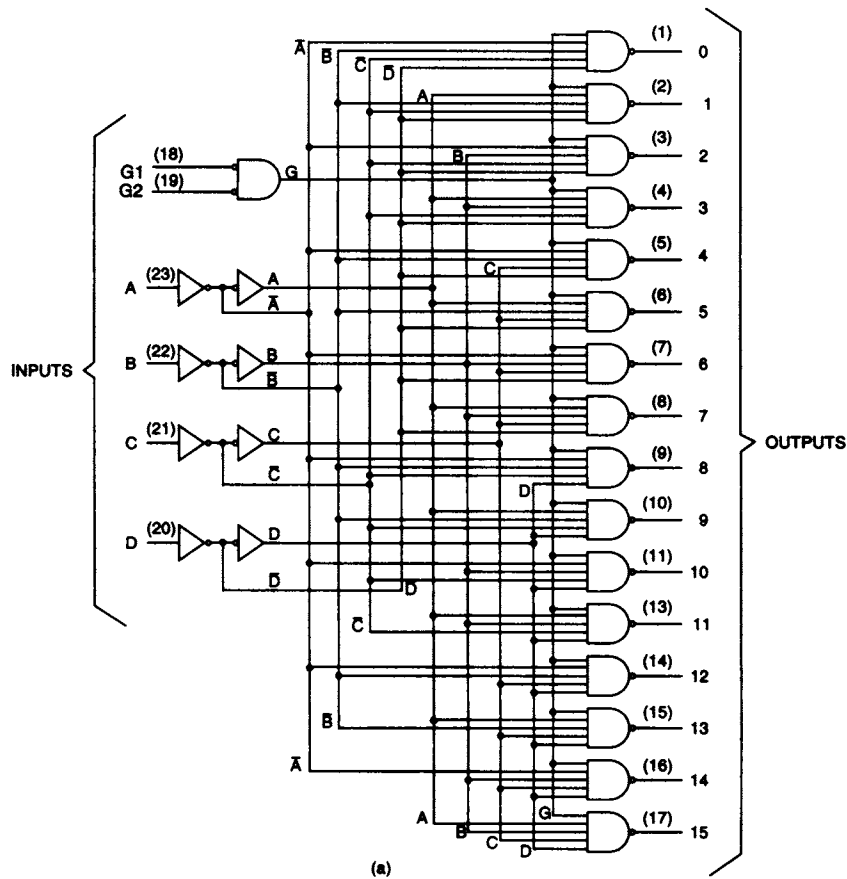 INPUTS
G1 (18)
G2 (19)
G
A (23)
A
A̅
B (22)
B
B̅
C (21)
C
C̅
D (20)
D
D̅
A̅
B̅
C̅
D̅
A
B
C
D
D̅
C̅
B̅
A̅
A
B
C
D
G
(1) 0
(2) 1
(3) 2
(4) 3
(5) 4
(6) 5
(7) 6
(8) 7
(9) 8
(10) 9
(11) 10
(13) 11
(14) 12
(15) 13
(16) 14
(17) 15
OUTPUTS
(a)